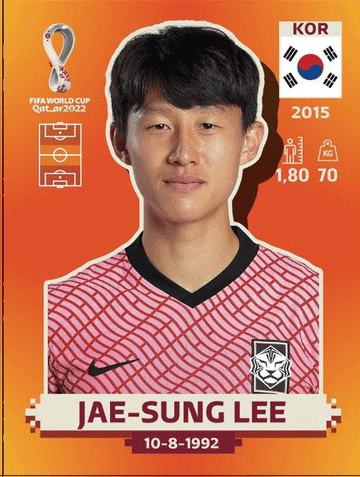 KOR
FIFA WORLD CUP
Qatar2022
2015
KG
1,80 70
JAE-SUNG LEE
10-8-1992